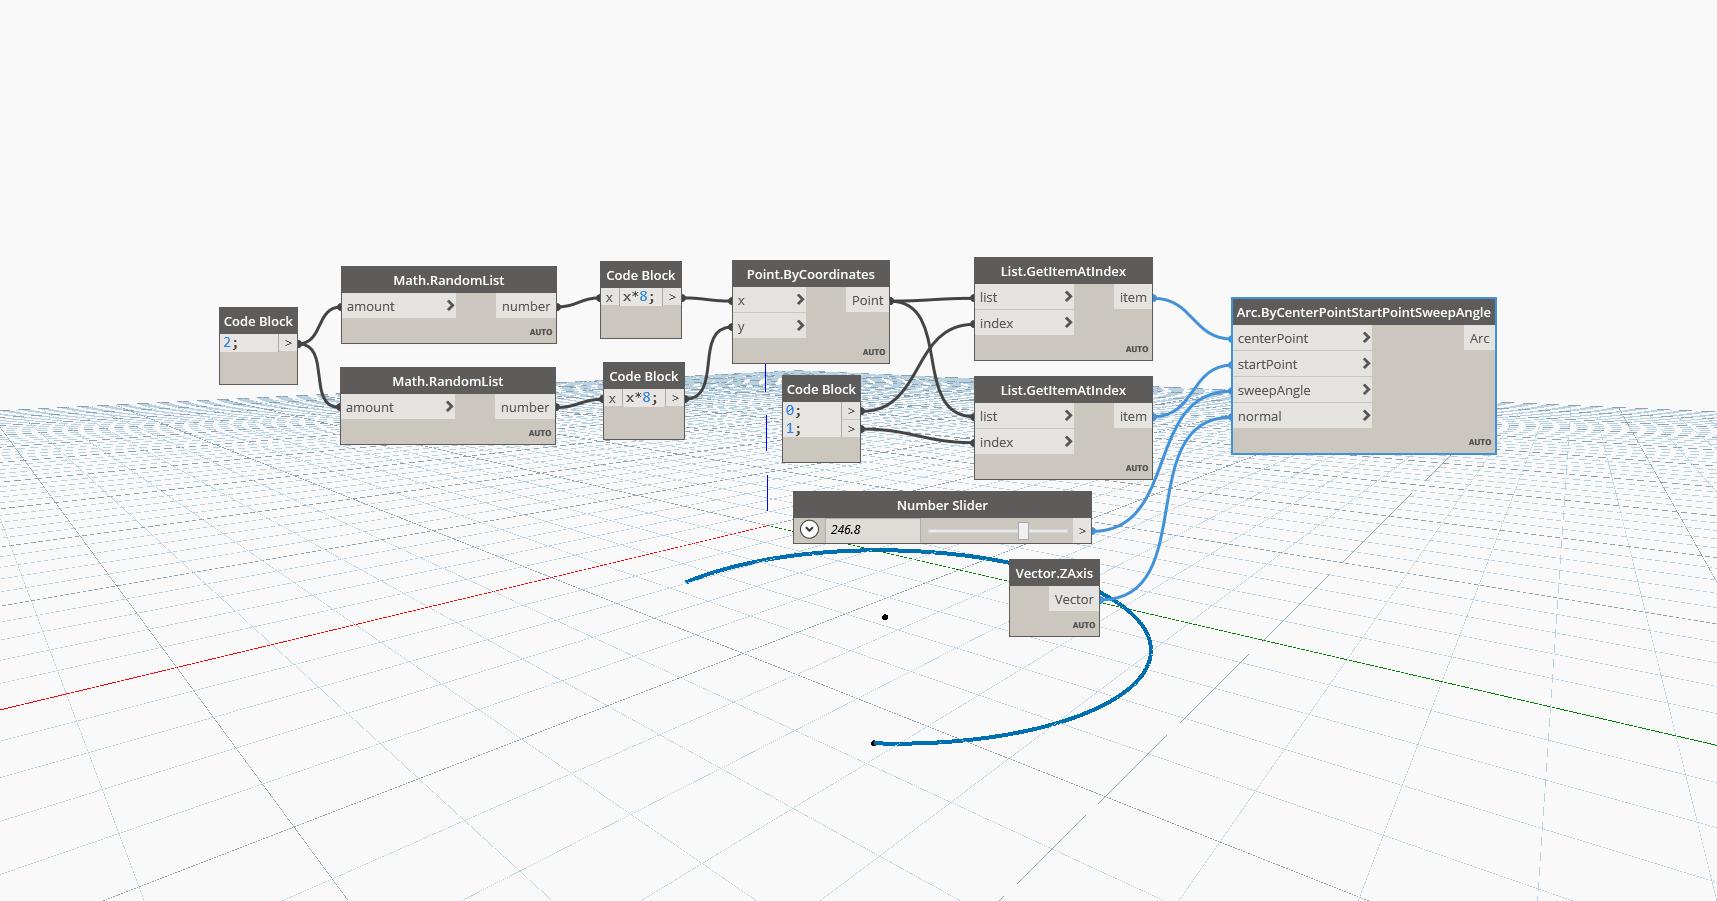 Code Block
2; >
Math.RandomList
amount > number
AUTO
Math.RandomList
amount > number
AUTO
Code Block
x x*8; >
Code Block
x x*8; >
Point.ByCoordinates
x > Point
y >
AUTO
Code Block
0; >
1; >
List.GetItemAtIndex
list > item
index >
AUTO
List.GetItemAtIndex
list > item
index >
AUTO
Number Slider
246.8 >
Vector.ZAxis
Vector
AUTO
Arc.ByCenterPointStartPointSweepAngle
centerPoint > Arc
startPoint >
sweepAngle >
normal >
AUTO